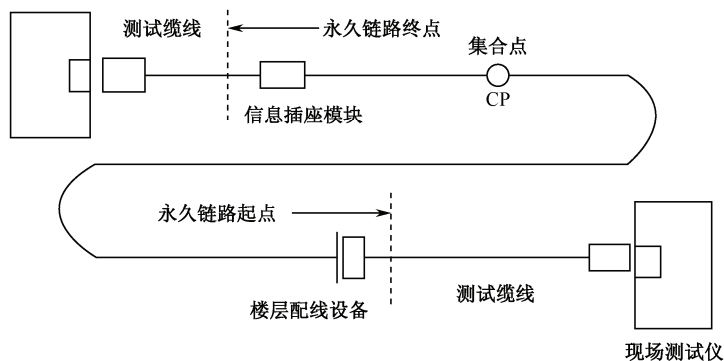 测试缆线
永久链路终点
集合点
CP
信息插座模块
永久链路起点
楼层配线设备
测试缆线
现场测试仪